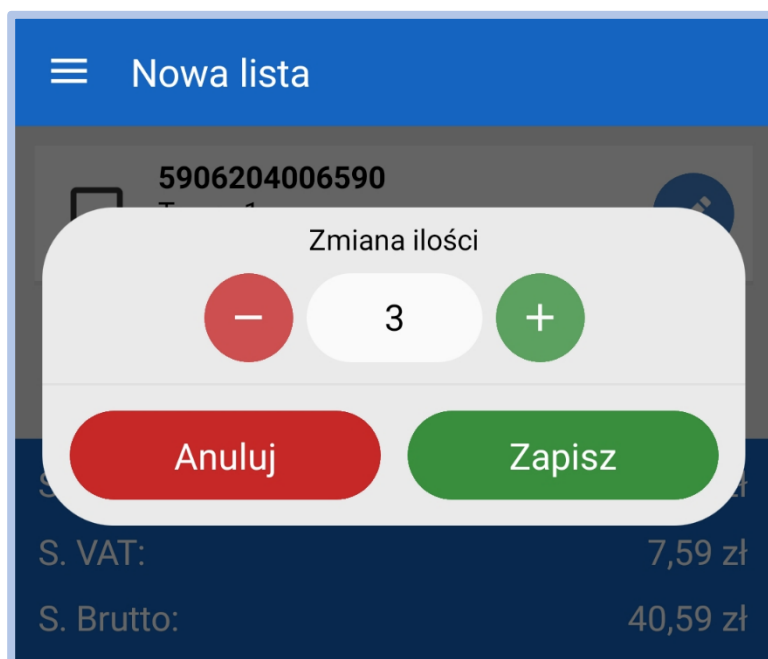 Nowa lista
5906204006590
Zmiana ilości
3
Anuluj
Zapisz
S. VAT: 7,59 zł
S. Brutto: 40,59 zł